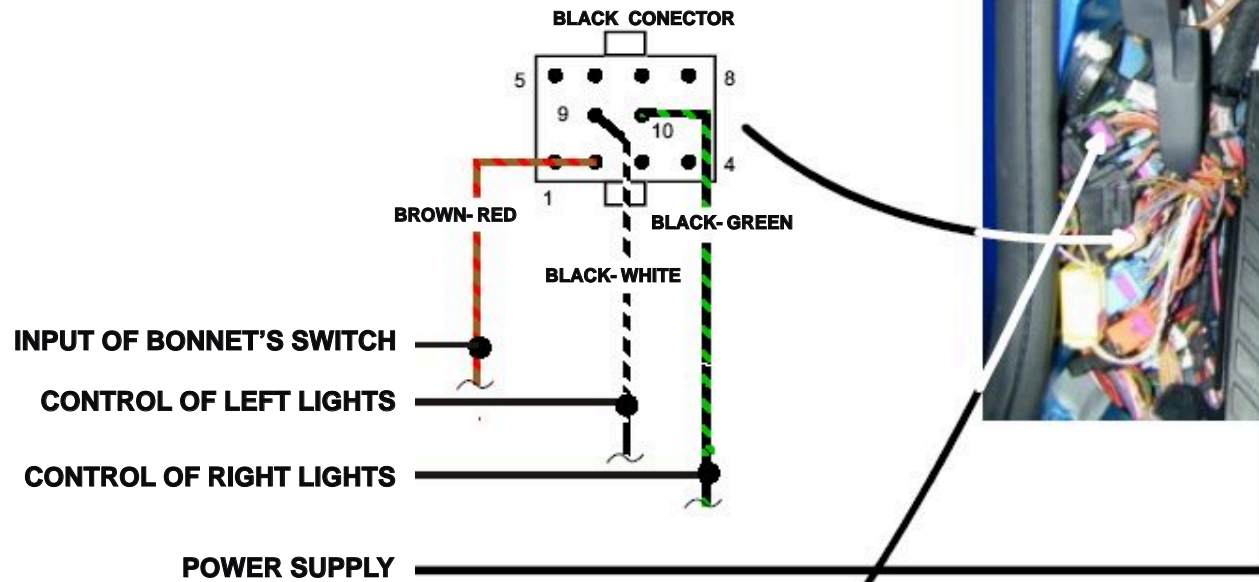 BLACK CONECTOR
5
8
9
10
4
1
BROWN-RED
BLACK-GREEN
BLACK-WHITE
INPUT OF BONNET'S SWITCH
CONTROL OF LEFT LIGHTS
CONTROL OF RIGHT LIGHTS
POWER SUPPLY